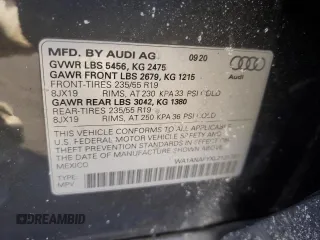 MFD. BY AUDI AG 09 20
GVWR LBS 5456, KG 2475
GAWR FRONT LBS 2679, KG 1215
FRONT-TIRES 235/55 R19
8JX19 RIMS, AT 230 KPA 33 PSI COLD
GAWR REAR LBS 3042, KG 1380
REAR-TIRES 235/55 R19
8JX19 RIMS, AT 250 KPA 36 PSI COLD
THIS VEHICLE CONFORMS TO ALL
APPLICABLE FEDERAL MOTOR VEHICLE
SAFETY AND THEFT PREVENTION
STANDARDS IN EFFECT ON
THE DATE OF MANUFACTURE SHOWN ABOVE.
MEXICO
Audi
TYPE:
MPV
DREAMBID